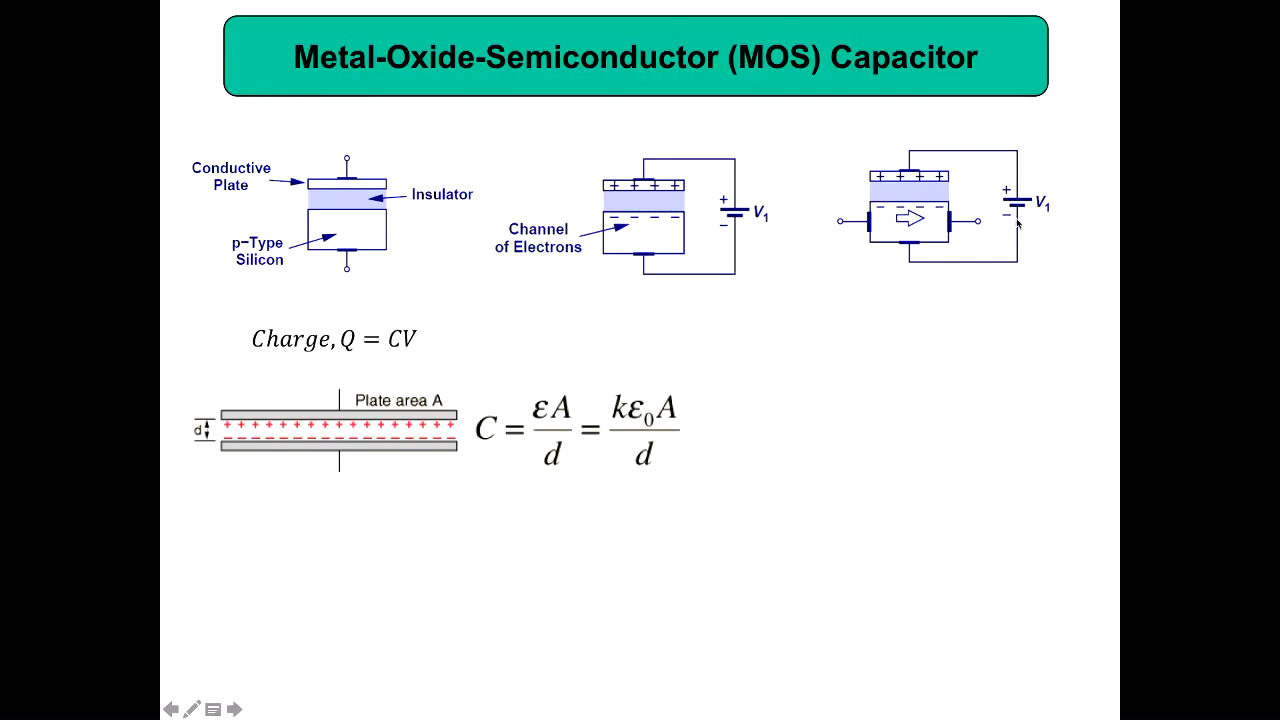 Metal-Oxide-Semiconductor (MOS) Capacitor
Conductive
Plate
Insulator
p-Type
Silicon
+ + + +
− − − −
Channel
of Electrons
+
−
V₁
+ + + +
− − − −
+
−
V₁
Charge, Q = CV
Plate area A
d
C = εA/d = kε₀A/d